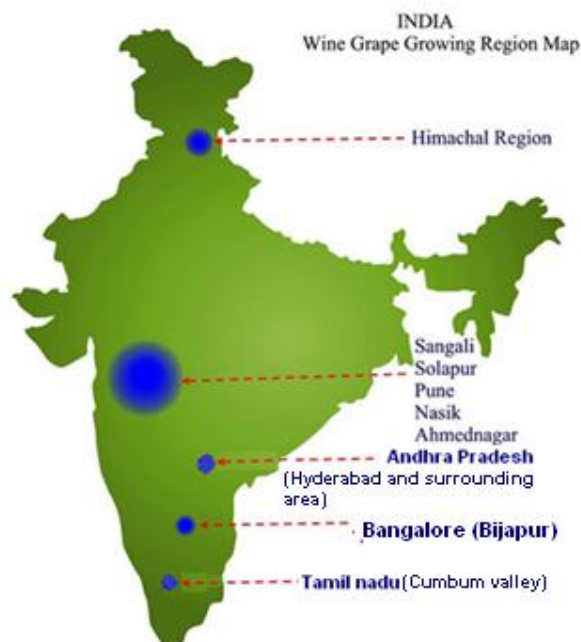 INDIA
Wine Grape Growing Region Map
Himachal Region
Sangali
Solapur
Pune
Nasik
Ahmednagar
Andhra Pradesh
(Hyderabad and surrounding
area)
Bangalore (Bijapur)
Tamil nadu(Cumbum valley)